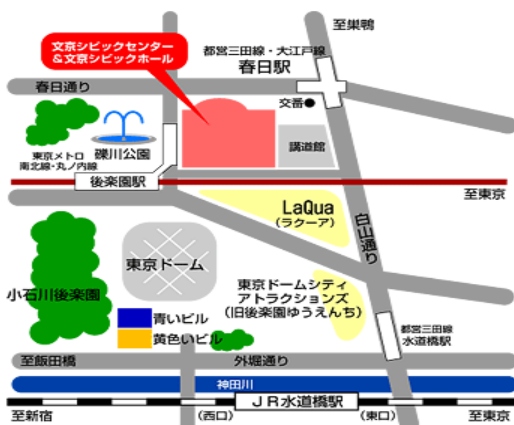 至巣鴨
文京シビックセンター
&文京シビックホール
都営三田線・大江戸線
春日駅
春日通り
交番
講道館
礫川公園
東京メトロ
南北線・丸ノ内線
後楽園駅
至東京
LaQua
(ラクーア)
白山通り
東京ドーム
小石川後楽園
東京ドームシティ
アトラクションズ
(旧後楽園ゆうえんち)
青いビル
黄色いビル
都営三田線
水道橋駅
至飯田橋
外堀通り
神田川
至新宿
(西口)
JR水道橋駅
(東口)
至東京